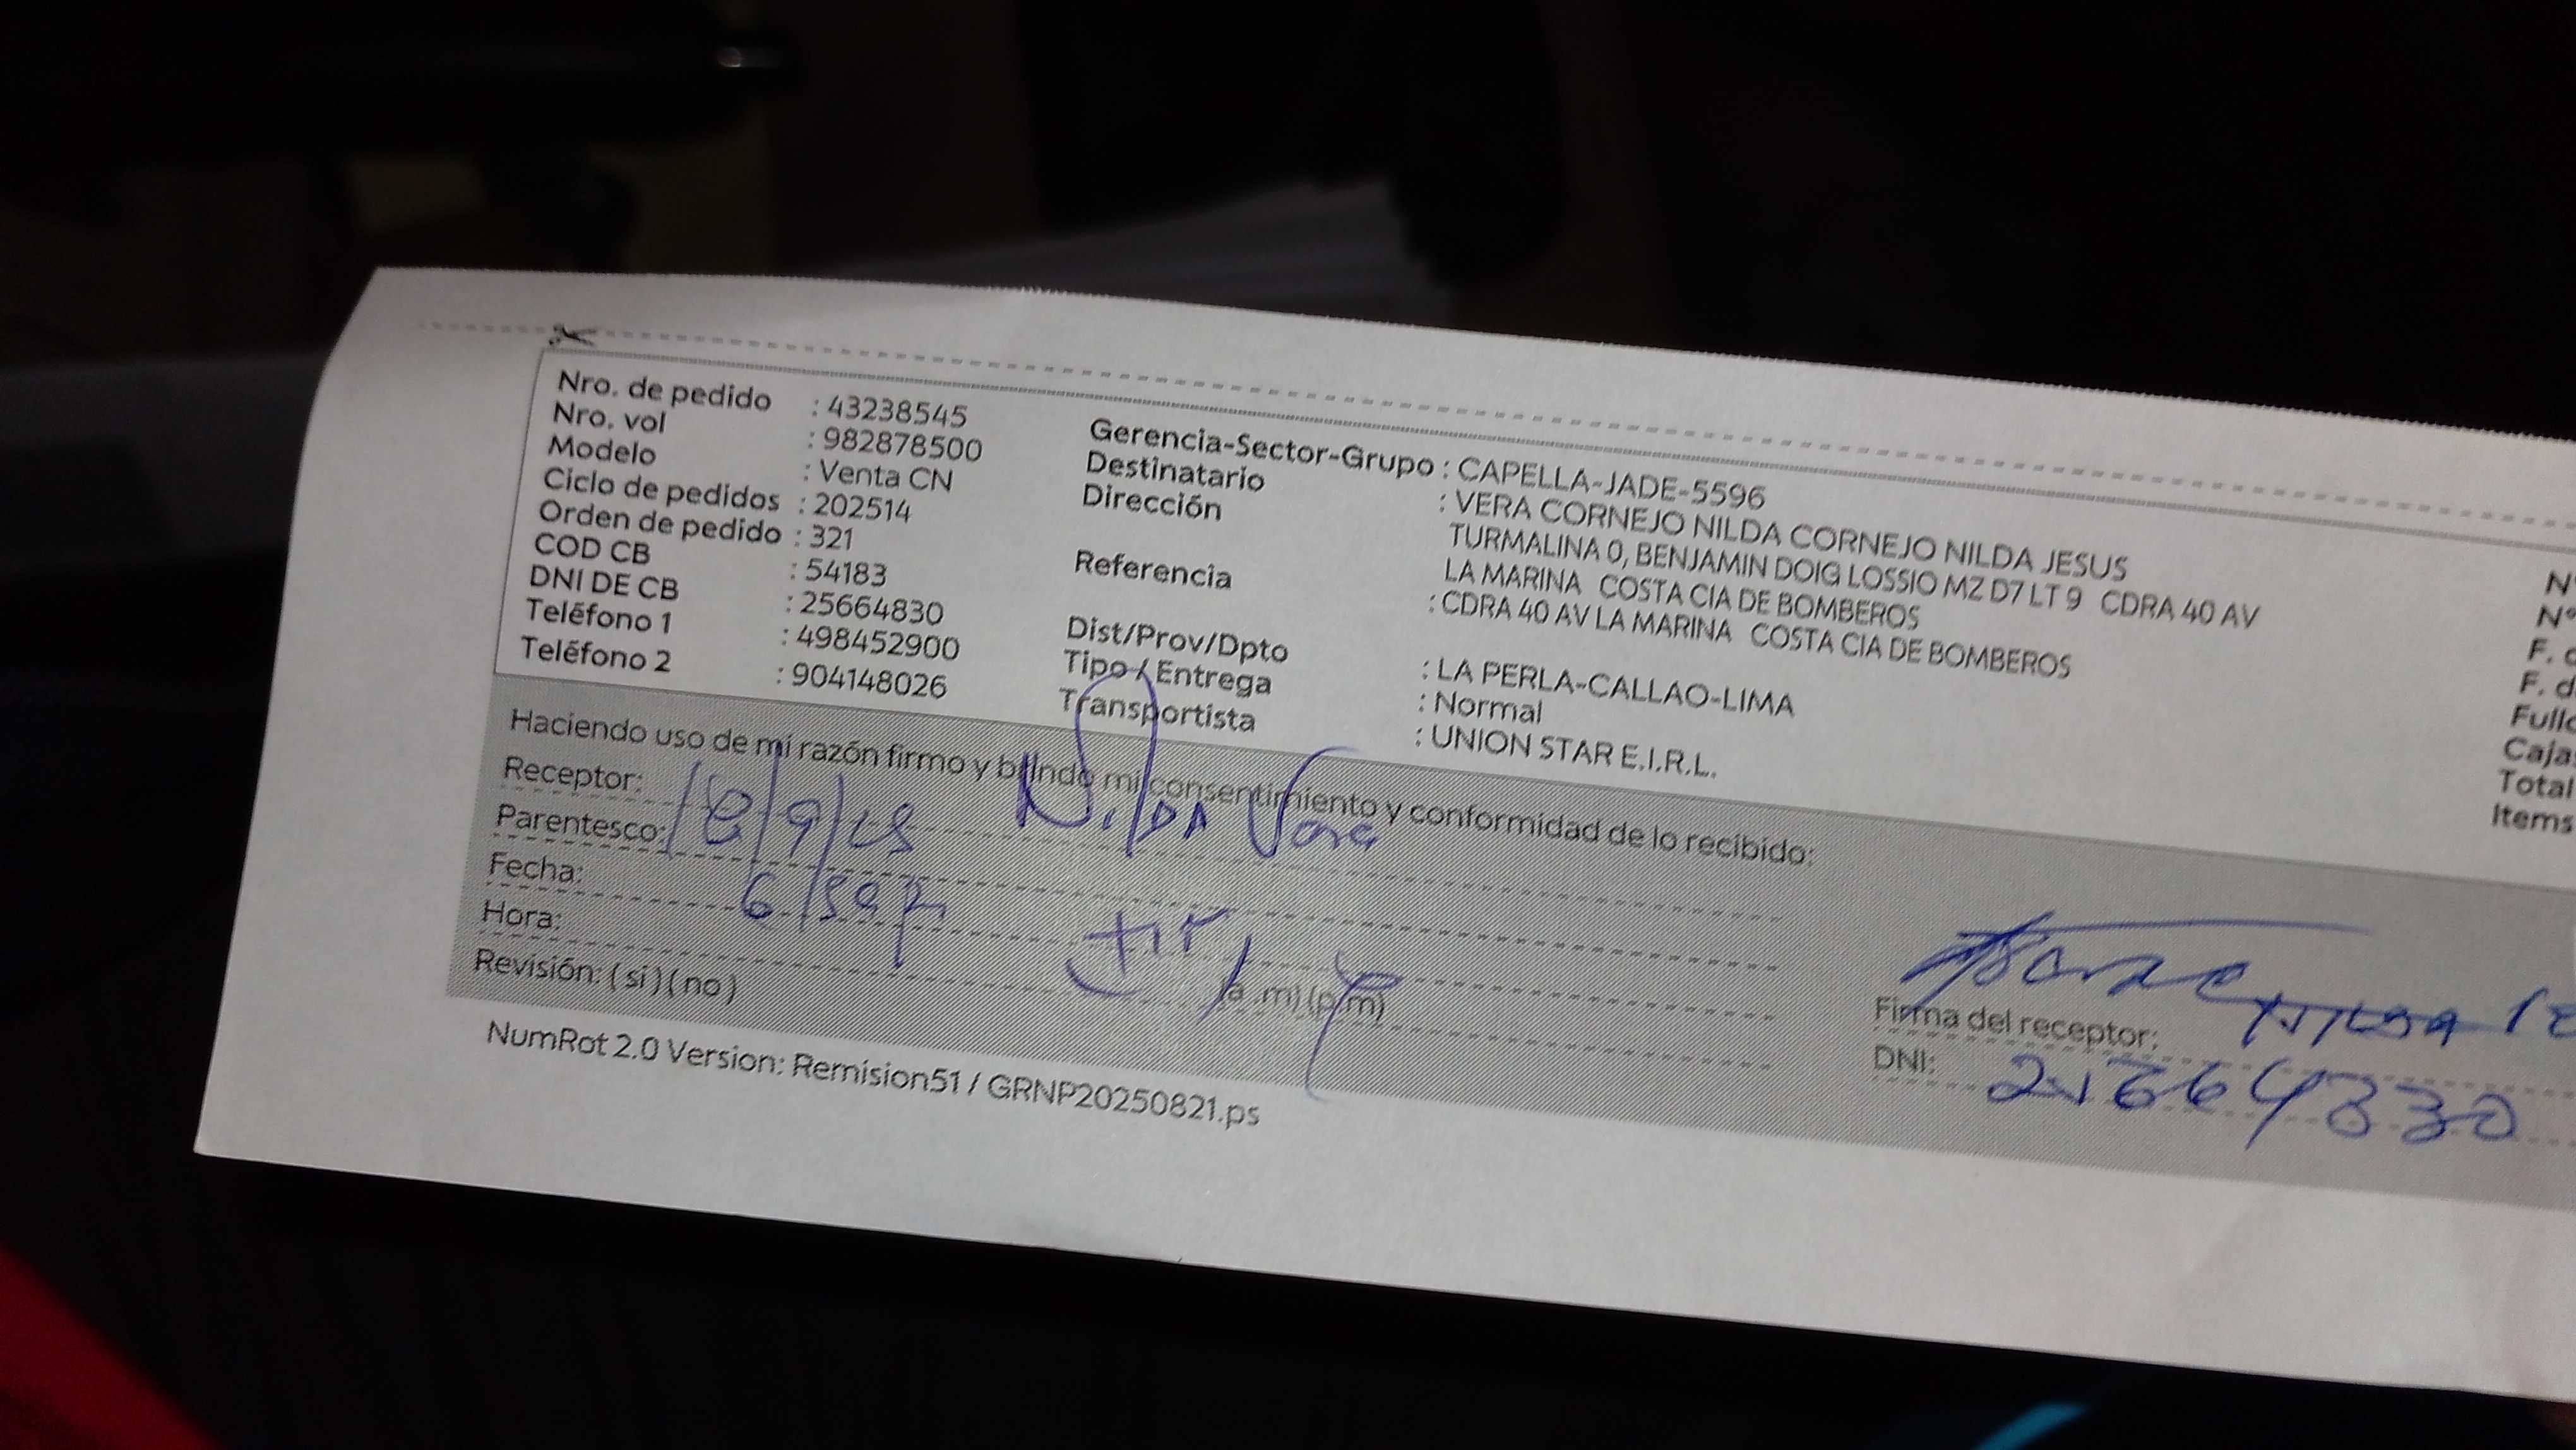 Nro. de pedido : 43238545
Nro. vol : 982878500
Modelo : Venta CN
Ciclo de pedidos : 202514
Orden de pedido : 321
COD CB : 54183
DNI DE CB : 25664830
Teléfono 1 : 498452900
Teléfono 2 : 904148026
Gerencia-Sector-Grupo : CAPELLA-JADE-5596
Destinatario : VERA CORNEJO NILDA CORNEJO NILDA JESUS
Dirección TURMALINA 0, BENJAMIN DOIG LOSSIO MZ D7 LT 9 CDRA 40 AV
LA MARINA COSTA CIA DE BOMBEROS
Referencia : CDRA 40 AV LA MARINA COSTA CIA DE BOMBEROS
Dist/Prov/Dpto : LA PERLA-CALLAO-LIMA
Tipo / Entrega : Normal
Transportista : UNION STAR E.I.R.L.
F. d
Caja
Total
Items
Haciendo uso de mi razón firmo y brindo mi consentimiento y conformidad de lo recibido:
Receptor: Nilda Vera
Parentesco:
Fecha:
Hora: (a .m) (p.m)
Revisión: ( si ) ( no )
Firma del receptor:
DNI: 25664830
NumRot 2.0 Version: Remision51 / GRNP20250821.ps